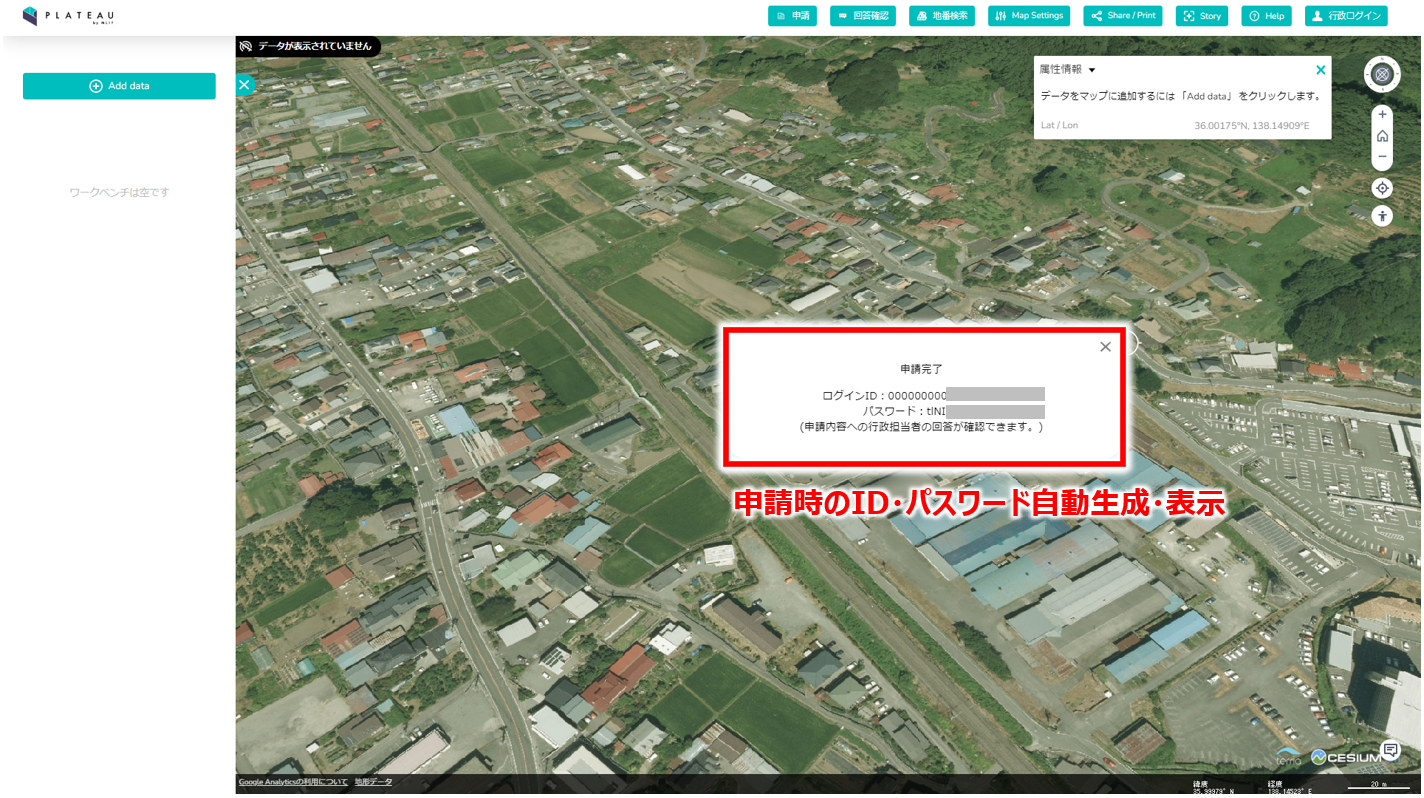 PLATEAU
by MLIT
申請
回答確認
地番検索
Map Settings
Share / Print
Story
Help
行政ログイン
データが表示されていません
Add data
ワークベンチは空です
属性情報
データをマップに追加するには 「Add data」 をクリックします。
Lat / Lon 36.00175°N, 138.14909°E
申請完了
ログインID：000000000
パスワード：tlNI
(申請内容への行政担当者の回答が確認できます。)
申請時のID･パスワード自動生成･表示
terria
CESIUM
Google Analyticsの利用について 地形データ
緯度
35.99979° N
経度
138.14523° E
20 m